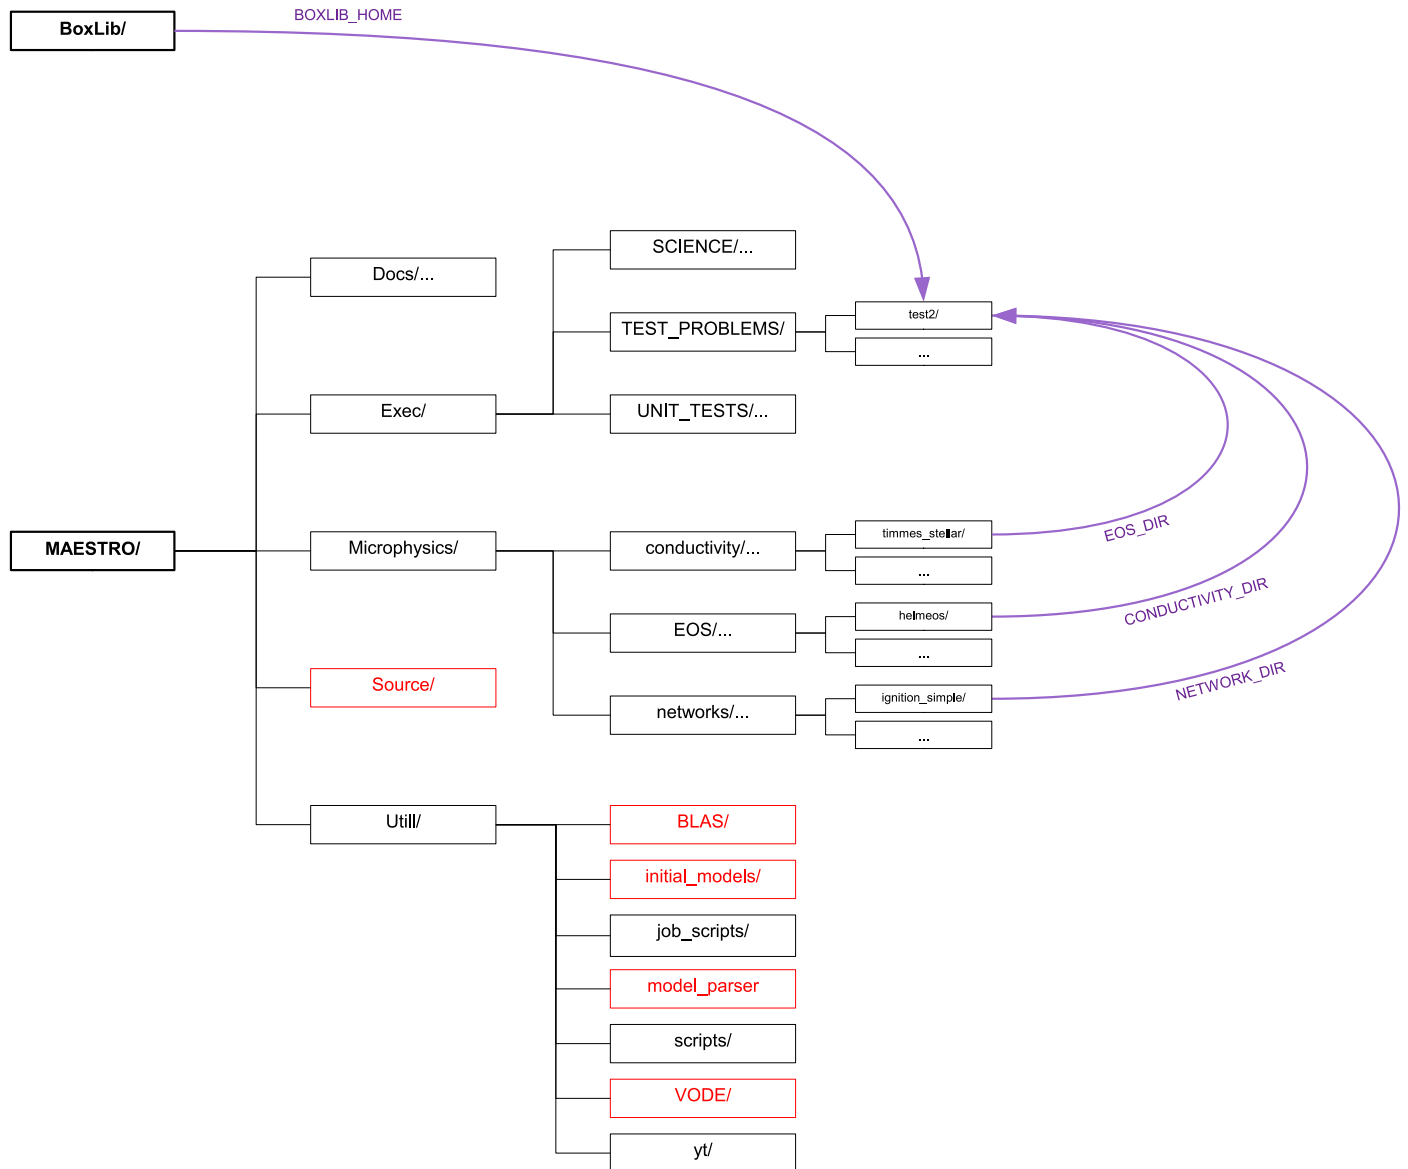 BoxLib/
BOXLIB_HOME
SCIENCE/...
Docs/...
TEST_PROBLEMS/
test2/
...
Exec/
UNIT_TESTS/...
MAESTRO/
Microphysics/
conductivity/...
timmes_stellar/
...
EOS_DIR
EOS/...
helmeos/
...
CONDUCTIVITY_DIR
Source/
networks/...
ignition_simple/
...
NETWORK_DIR
Utill/
BLAS/
initial_models/
job_scripts/
model_parser
scripts/
VODE/
yt/